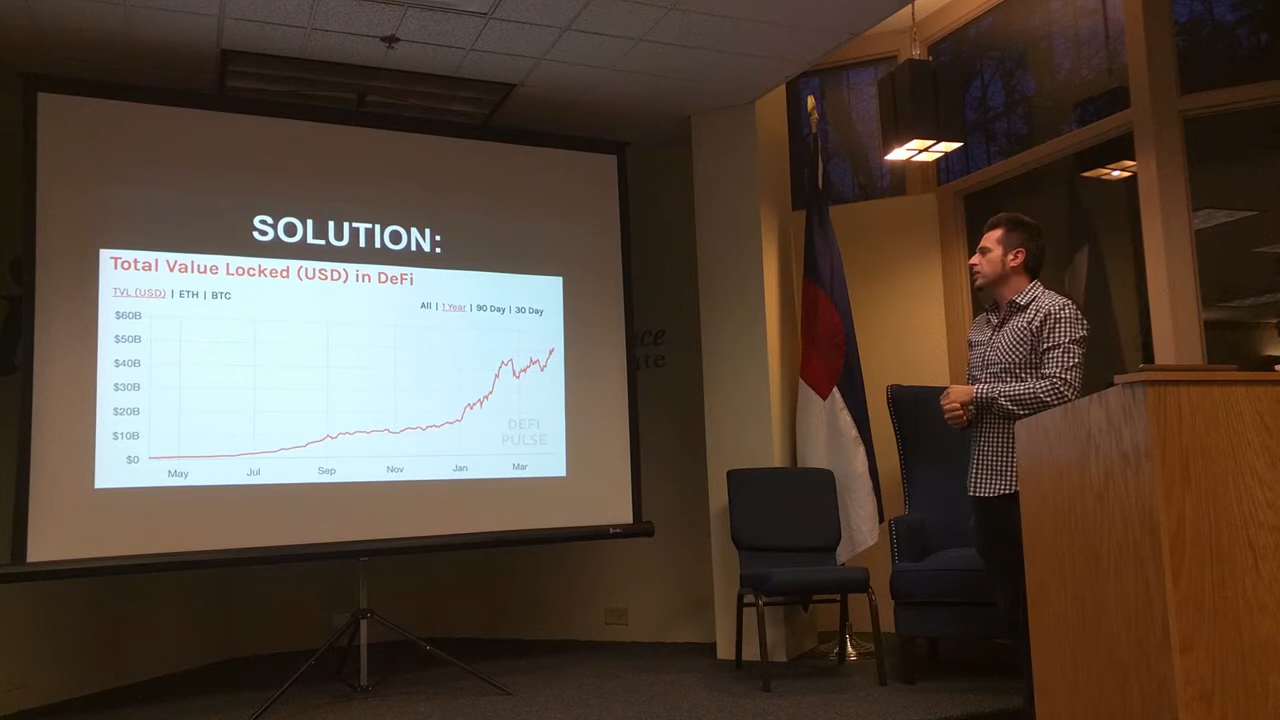 SOLUTION:
Total Value Locked (USD) in DeFi
TVL (USD) | ETH | BTC
All | 1 Year | 90 Day | 30 Day
$60B
$50B
$40B
$30B
$20B
$10B
$0
DEFI
PULSE
May Jul Sep Nov Jan Mar